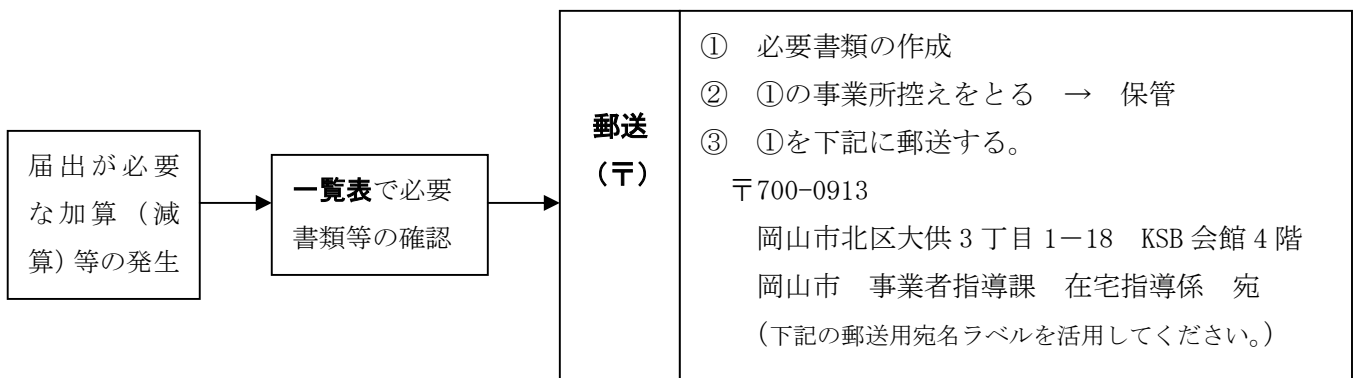 届出が必要
な加算（減
算）等の発生
一覧表で必要
書類等の確認
郵送
（〒）
①　必要書類の作成
②　①の事業所控えをとる　→　保管
③　①を下記に郵送する。
〒700-0913
岡山市北区大供３丁目１－18　KSB 会館４階
岡山市　事業者指導課　在宅指導係　宛
（下記の郵送用宛名ラベルを活用してください。）